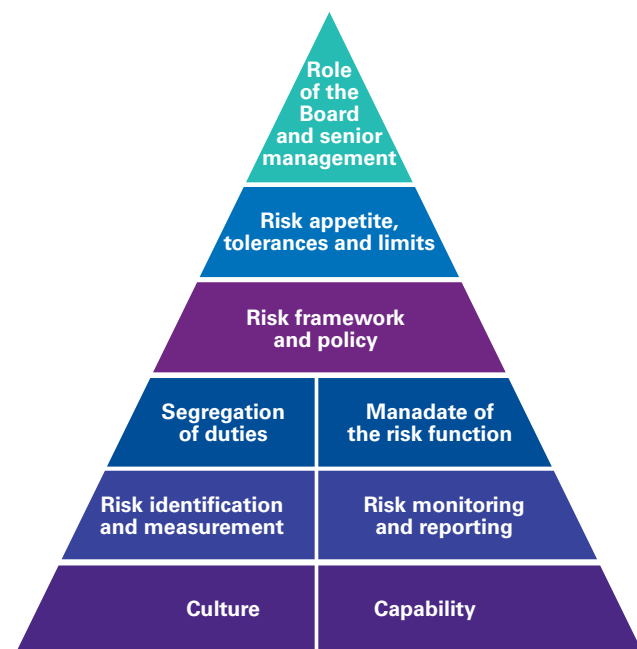 Role
of the
Board
and senior
management
Risk appetite,
tolerances and limits
Risk framework
and policy
Segregation
of duties
Manadate of
the risk function
Risk identification
and measurement
Risk monitoring
and reporting
Culture
Capability